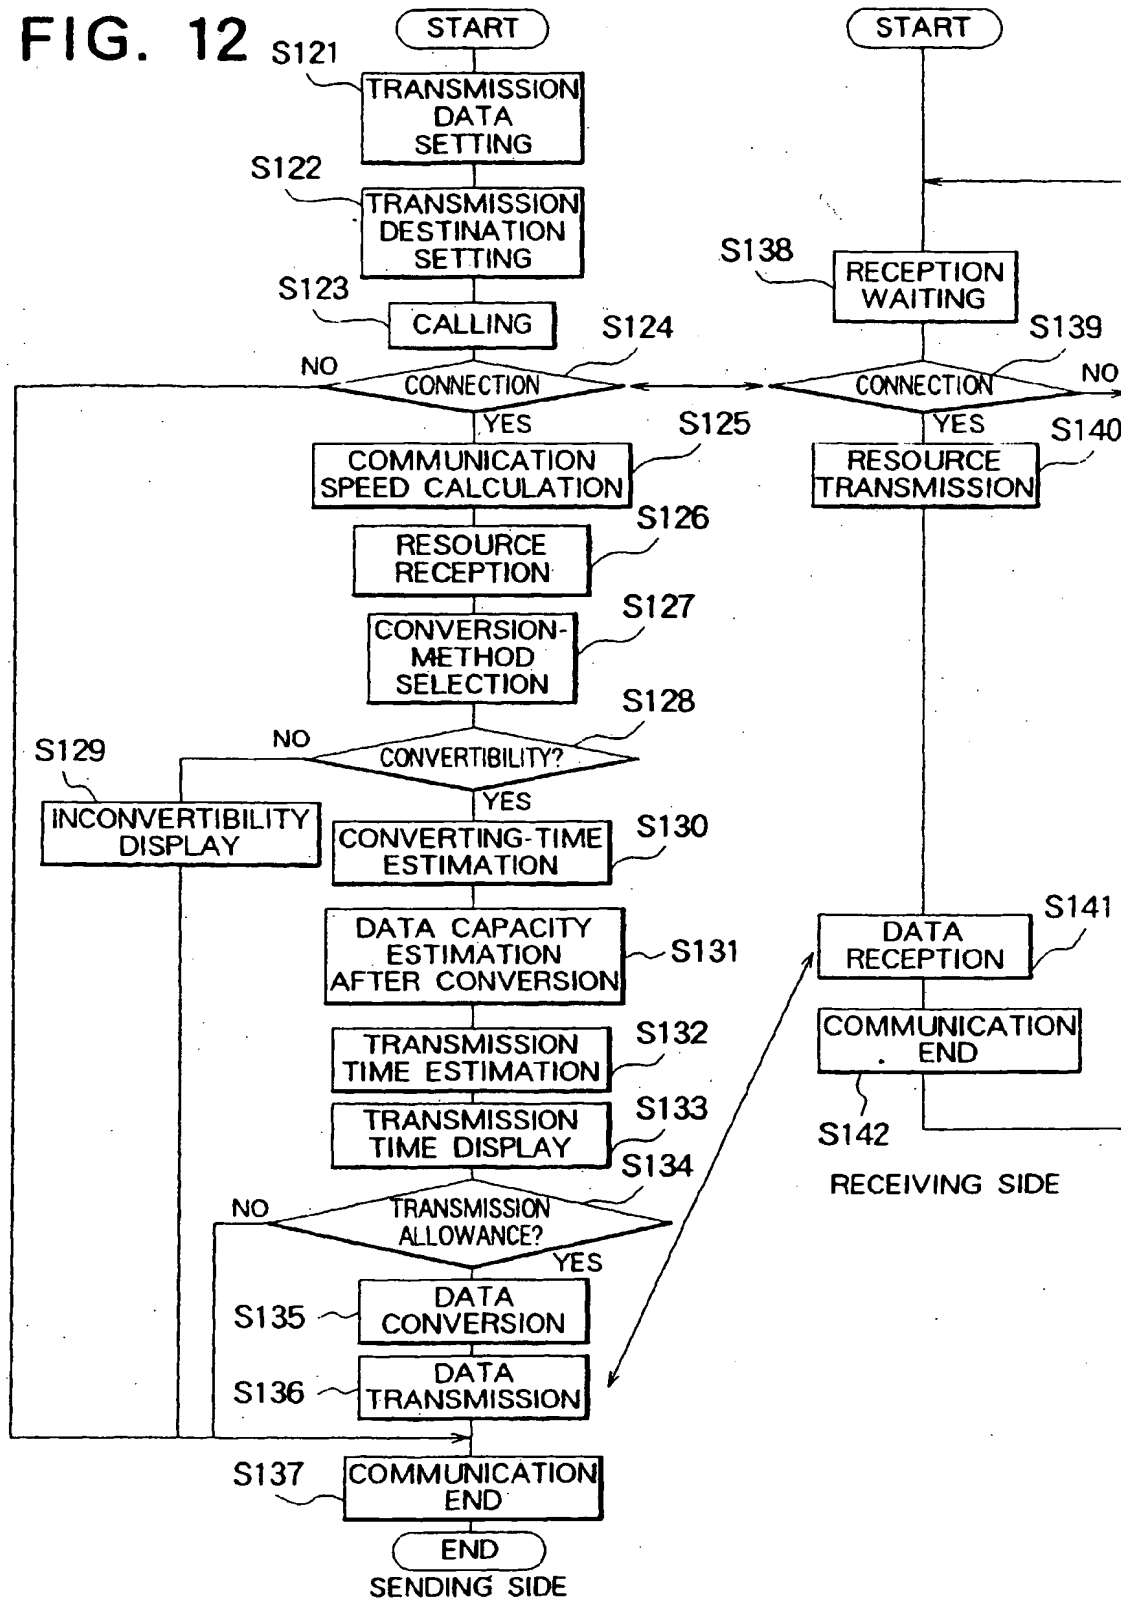 FIG. 12
START
S121
TRANSMISSION
DATA
SETTING
S122
TRANSMISSION
DESTINATION
SETTING
S123
CALLING
S124
NO
CONNECTION
YES
S125
COMMUNICATION
SPEED CALCULATION
S126
RESOURCE
RECEPTION
S127
CONVERSION-
METHOD
SELECTION
S128
NO
CONVERTIBILITY?
YES
S129
INCONVERTIBILITY
DISPLAY
S130
CONVERTING-TIME
ESTIMATION
DATA CAPACITY
ESTIMATION
AFTER CONVERSION
S131
S132
TRANSMISSION
TIME ESTIMATION
S133
TRANSMISSION
TIME DISPLAY
S134
NO
TRANSMISSION
ALLOWANCE?
YES
S135
DATA
CONVERSION
S136
DATA
TRANSMISSION
S137
COMMUNICATION
END
END
SENDING SIDE
START
S138
RECEPTION
WAITING
S139
CONNECTION
NO
YES
S140
RESOURCE
TRANSMISSION
S141
DATA
RECEPTION
COMMUNICATION
END
S142
RECEIVING SIDE